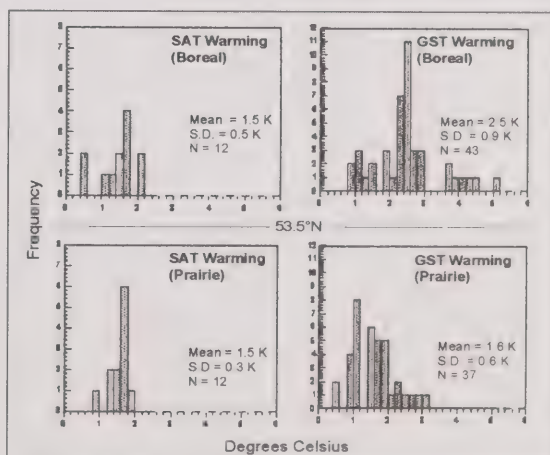 SAT Warming
(Boreal)
Mean = 1.5 K
S.D. = 0.5 K
N = 12
GST Warming
(Boreal)
Mean = 2.5 K
S.D = 0.9 K
N = 43
Frequency
53.5°N
SAT Warming
(Prairie)
Mean = 1.5 K
S.D = 0.3 K
N = 12
GST Warming
(Prairie)
Mean = 1.6 K
S.D = 0.6 K
N = 37
Degrees Celsius